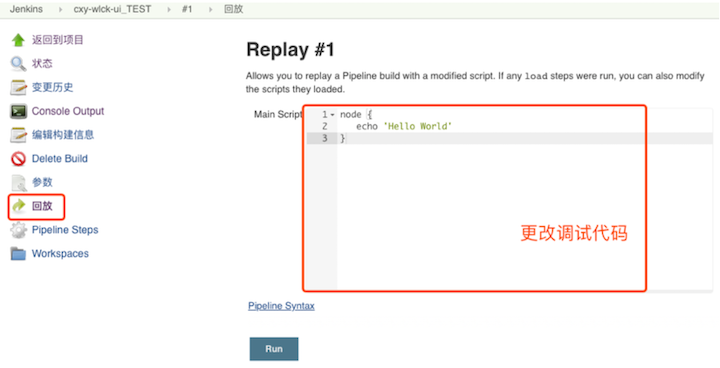 Jenkins cxy-wlck-ui_TEST #1 回放
返回到项目
状态
变更历史
Console Output
编辑构建信息
Delete Build
参数
回放
Pipeline Steps
Workspaces
Replay #1
Allows you to replay a Pipeline build with a modified script. If any load steps were run, you can also modify
the scripts they loaded.
Main Script
1 node {
2 echo 'Hello World'
3 }
更改调试代码
Pipeline Syntax
Run